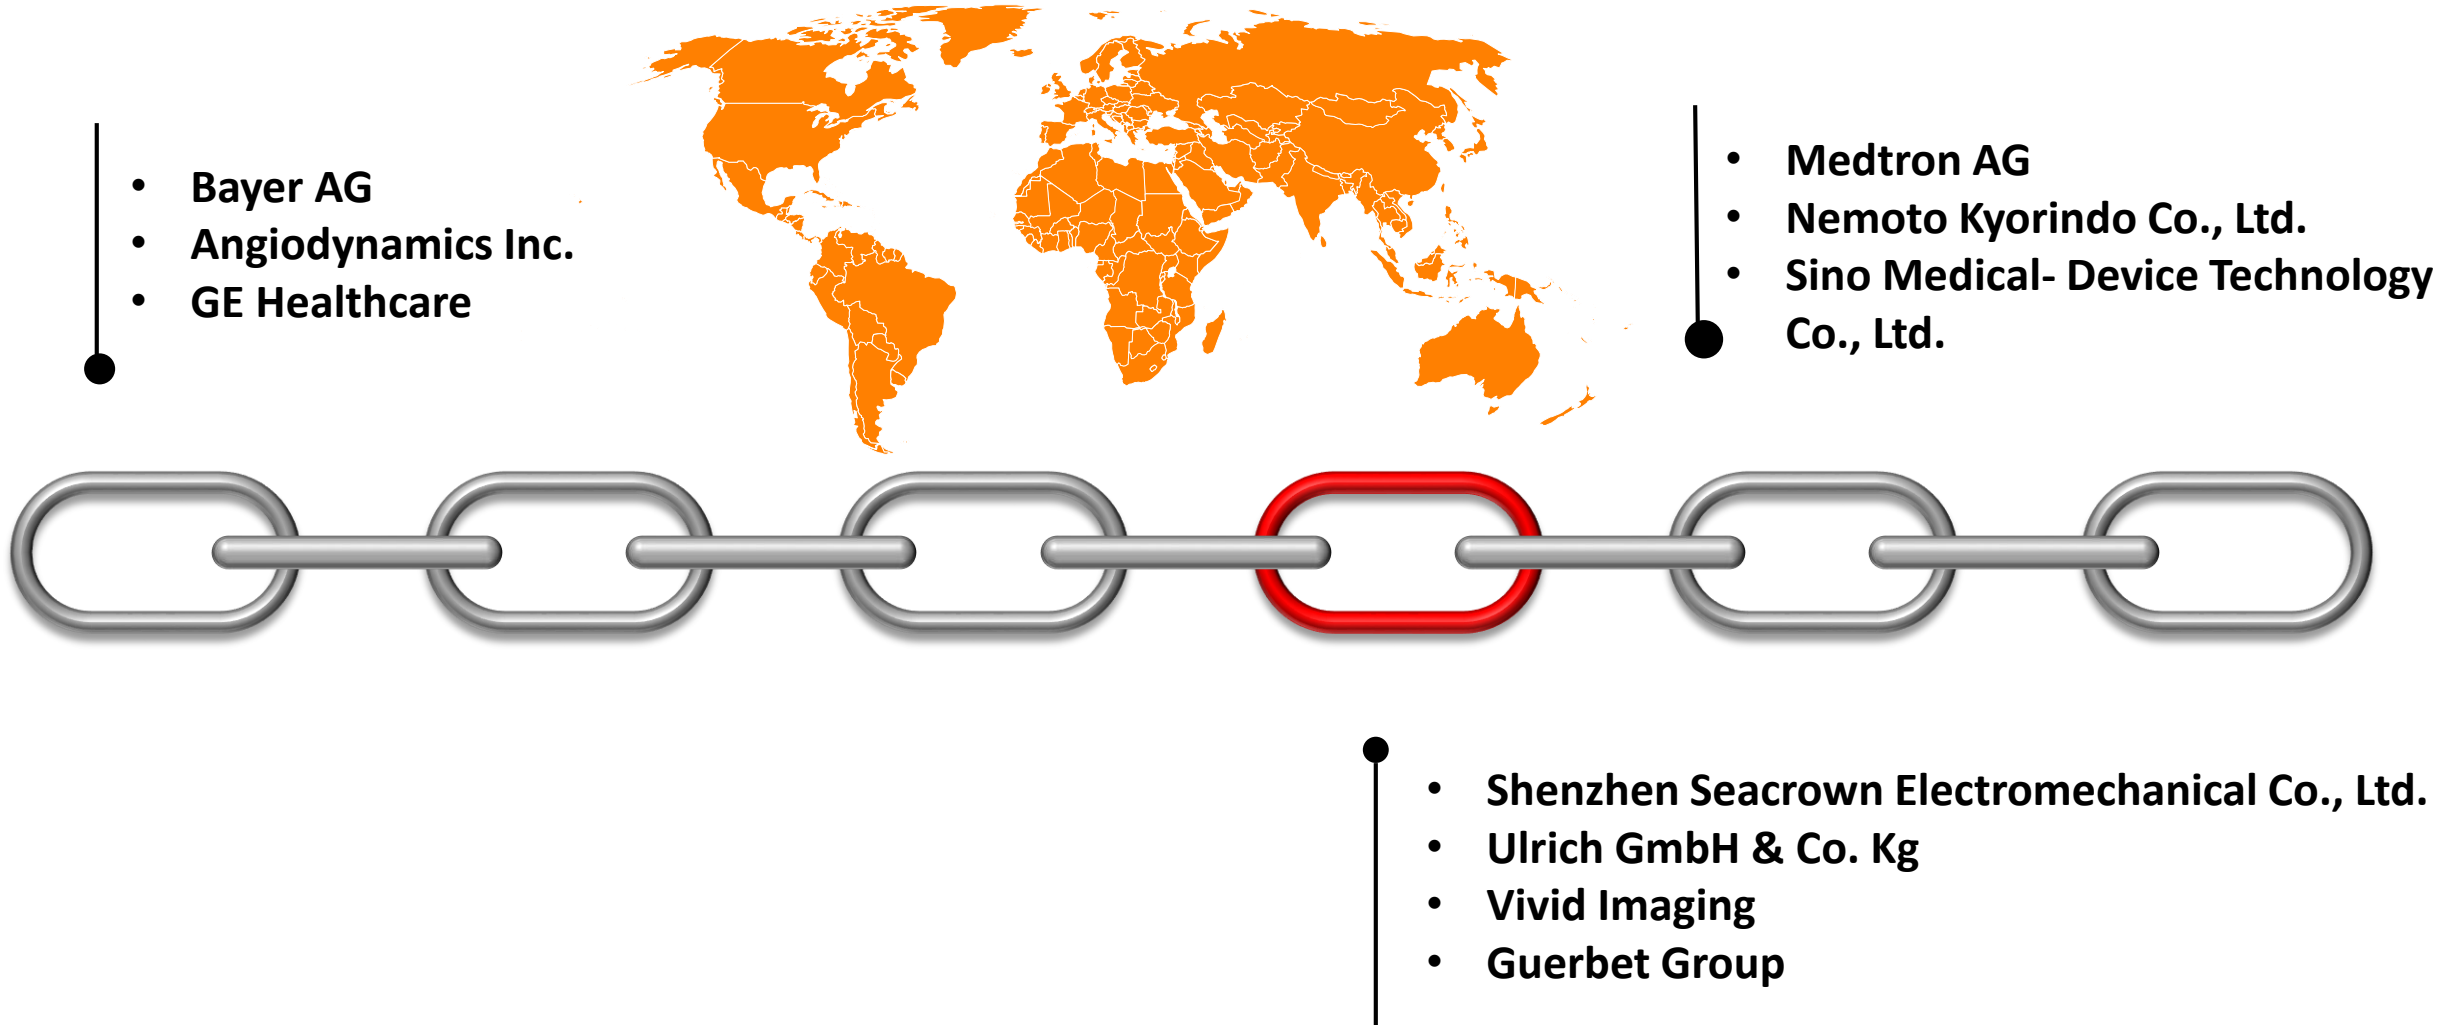 • Bayer AG
• Angiodynamics Inc.
• GE Healthcare
• Medtron AG
• Nemoto Kyorindo Co., Ltd.
• Sino Medical- Device Technology
Co., Ltd.
• Shenzhen Seacrown Electromechanical Co., Ltd.
• Ulrich GmbH & Co. Kg
• Vivid Imaging
• Guerbet Group